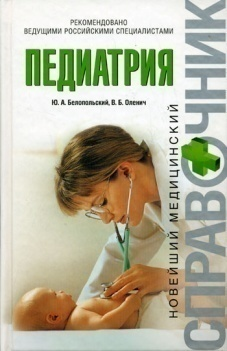 РЕКОМЕНДОВАНО
ВЕДУЩИМИ РОССИЙСКИМИ СПЕЦИАЛИСТАМИ
ПЕДИАТРИЯ
Ю. А. Белопольский, В. Б. Оленич
НОВЕЙШИЙ МЕДИЦИНСКИЙ
СПРАВОЧНИК